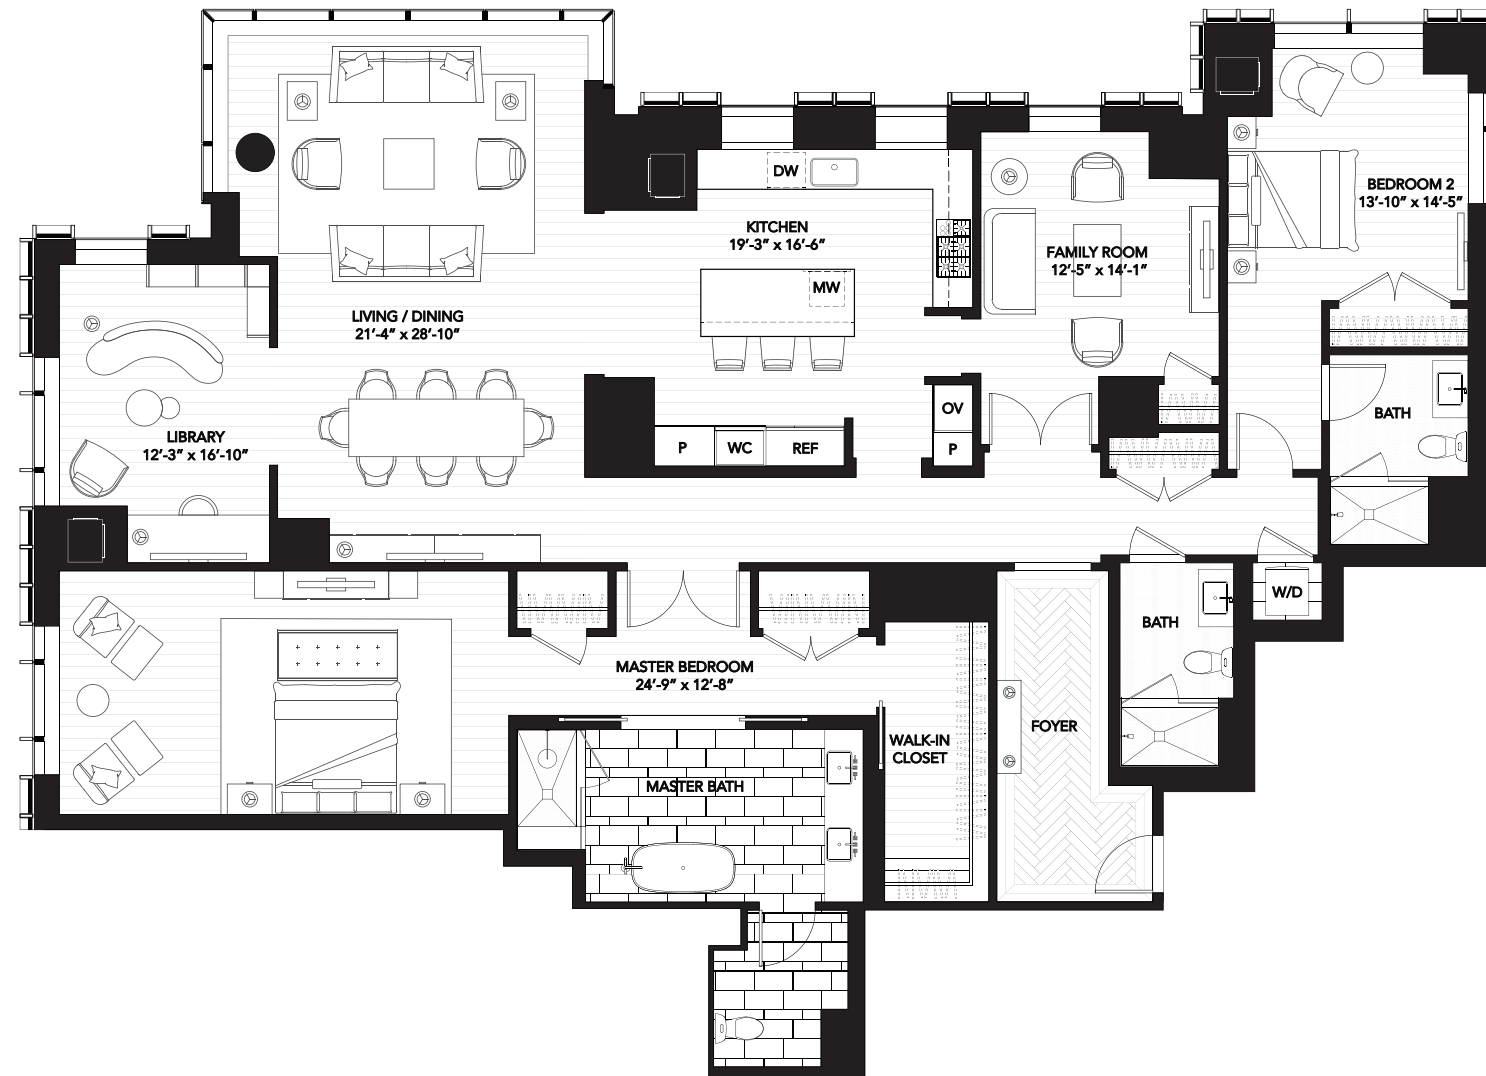 DW
BEDROOM 2
13'-10" x 14'-5"
KITCHEN
19'-3" x 16'-6"
FAMILY ROOM
12'-5" x 14'-1"
MW
LIVING / DINING
21'-4" x 28'-10"
LIBRARY
12'-3" x 16'-10"
OV
P
P
WC
REF
BATH
W/D
BATH
MASTER BEDROOM
24'-9" x 12'-8"
FOYER
WALK-IN
CLOSET
MASTER BATH